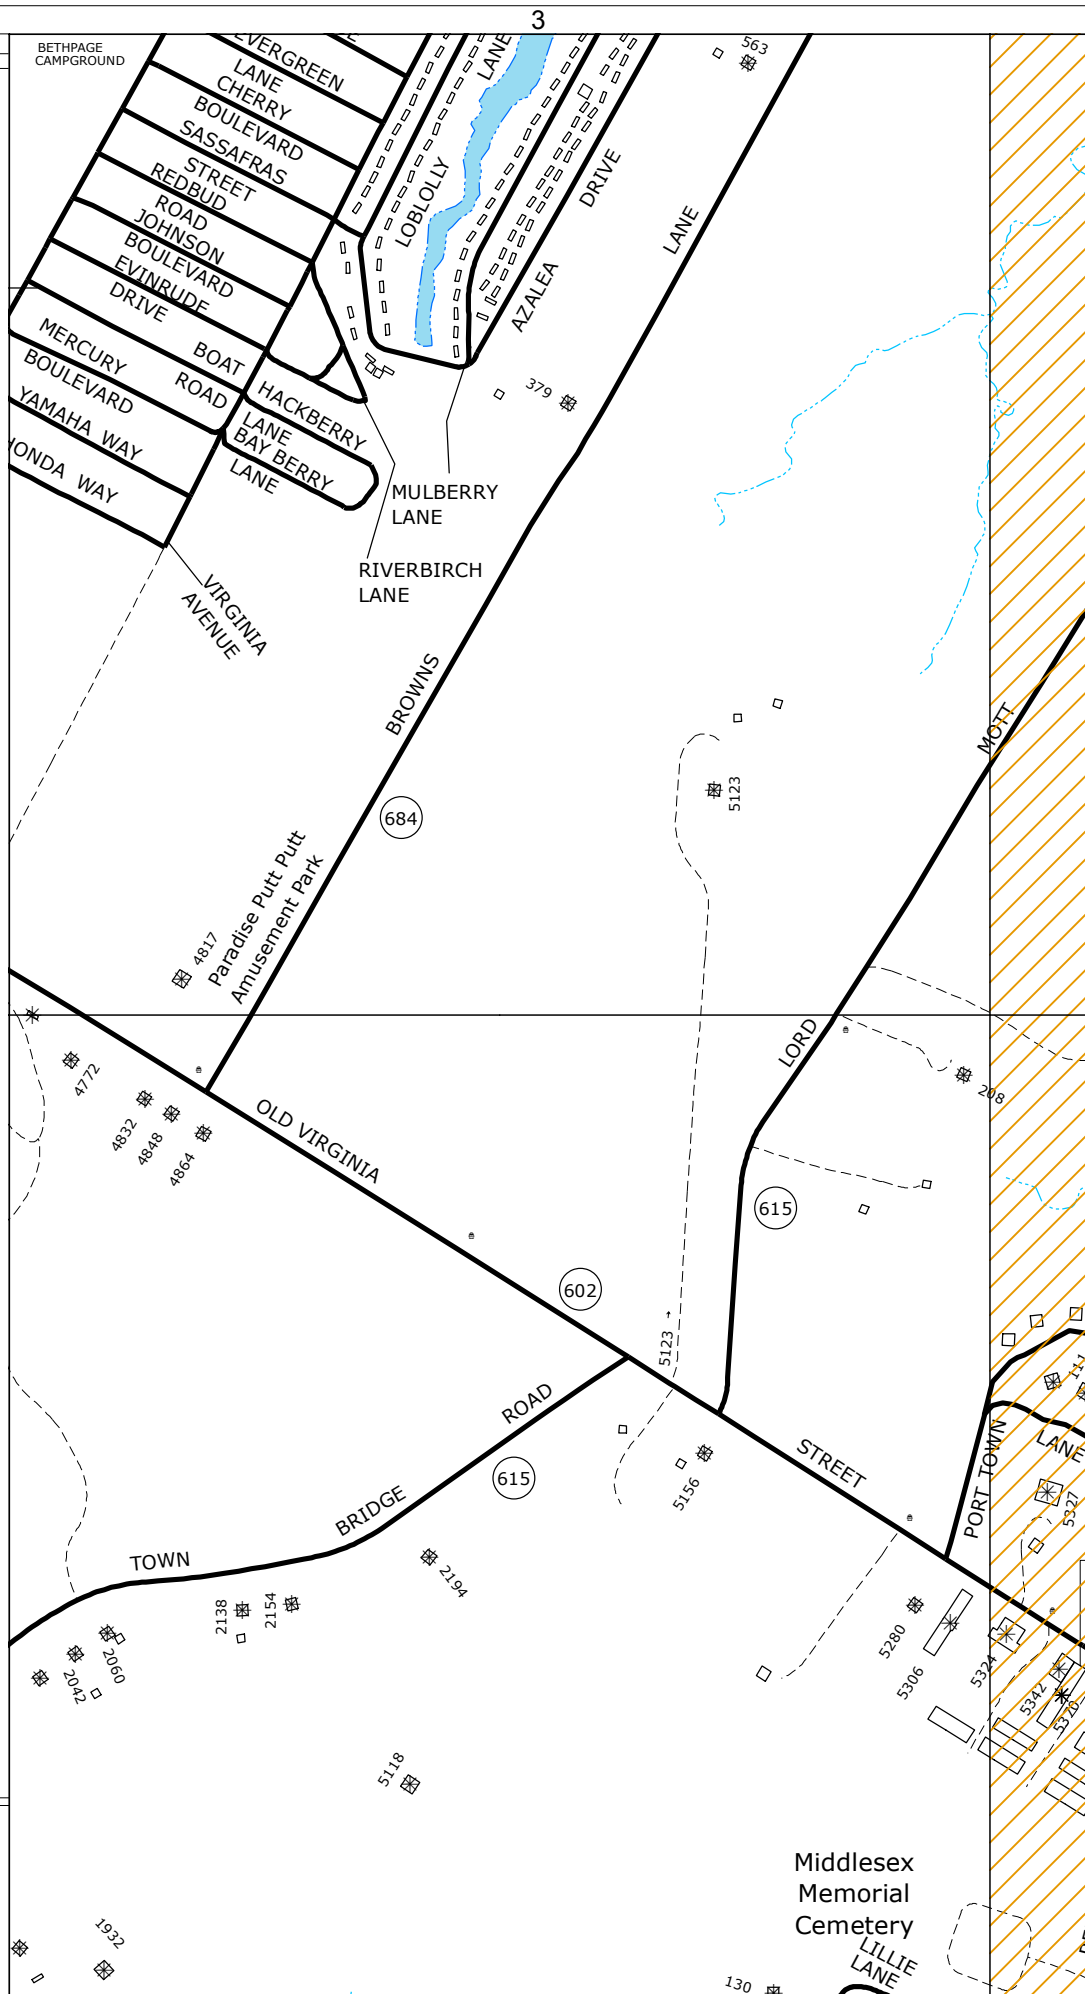 3
BETHPAGE
CAMPGROUND
EVERGREEN
LANE
CHERRY
BOULEVARD
SASSAFRAS
STREET
REDBUD
ROAD
JOHNSON
BOULEVARD
EVINRUDE
DRIVE
BOAT
ROAD
MERCURY
BOULEVARD
YAMAHA WAY
HONDA WAY
HACKBERRY
LANE
BAY BERRY
LANE
LOBLOLLY
LANE
AZALEA
DRIVE
LANE
563
379
MULBERRY
LANE
RIVERBIRCH
LANE
VIRGINIA
AVENUE
BROWNS
684
Paradise Putt Putt
Amusement Park
4817
4772
4832
4848
4864
OLD VIRGINIA
5123
MOTT
LORD
208
615
602
5123
ROAD
615
BRIDGE
TOWN
STREET
5156
PORT TOWN
LANE
111
5327
2194
2138
2154
2060
2042
5280
5306
5324
5342
5370
5118
1932
Middlesex
Memorial
Cemetery
LILLIE
LANE
130